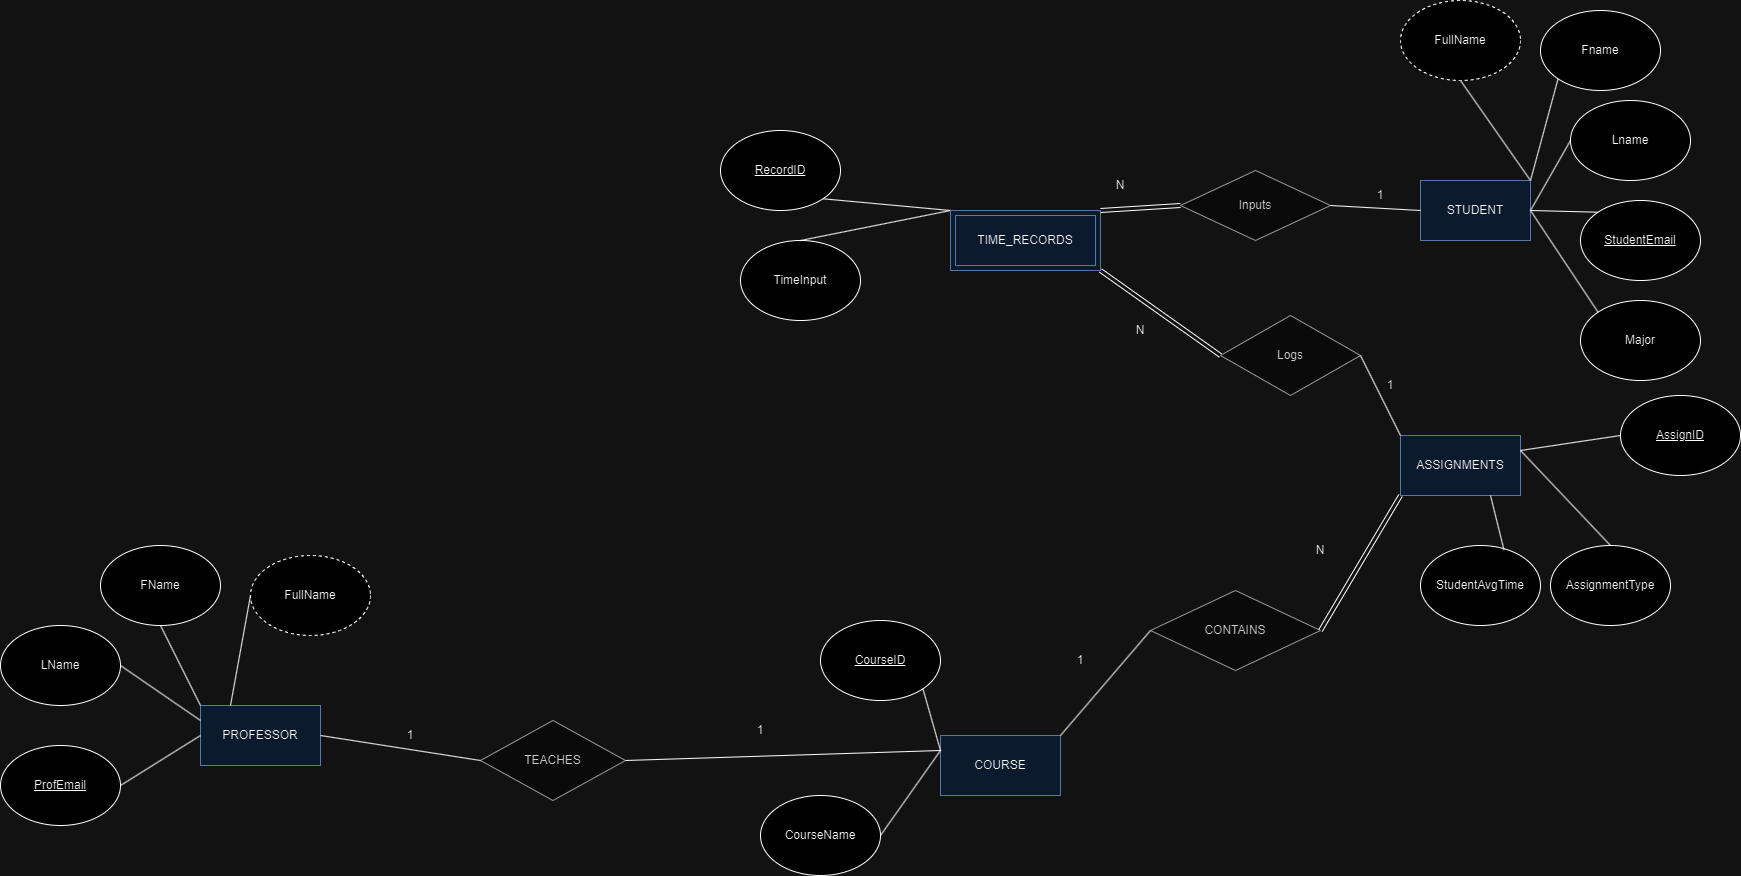 FullName
Fname
Lname
RecordID
N
1
Inputs
STUDENT
TIME_RECORDS
StudentEmail
TimeInput
N
Major
Logs
1
AssignID
ASSIGNMENTS
N
FName
FullName
StudentAvgTime
AssignmentType
CONTAINS
LName
CourseID
1
PROFESSOR
1
1
TEACHES
COURSE
ProfEmail
CourseName